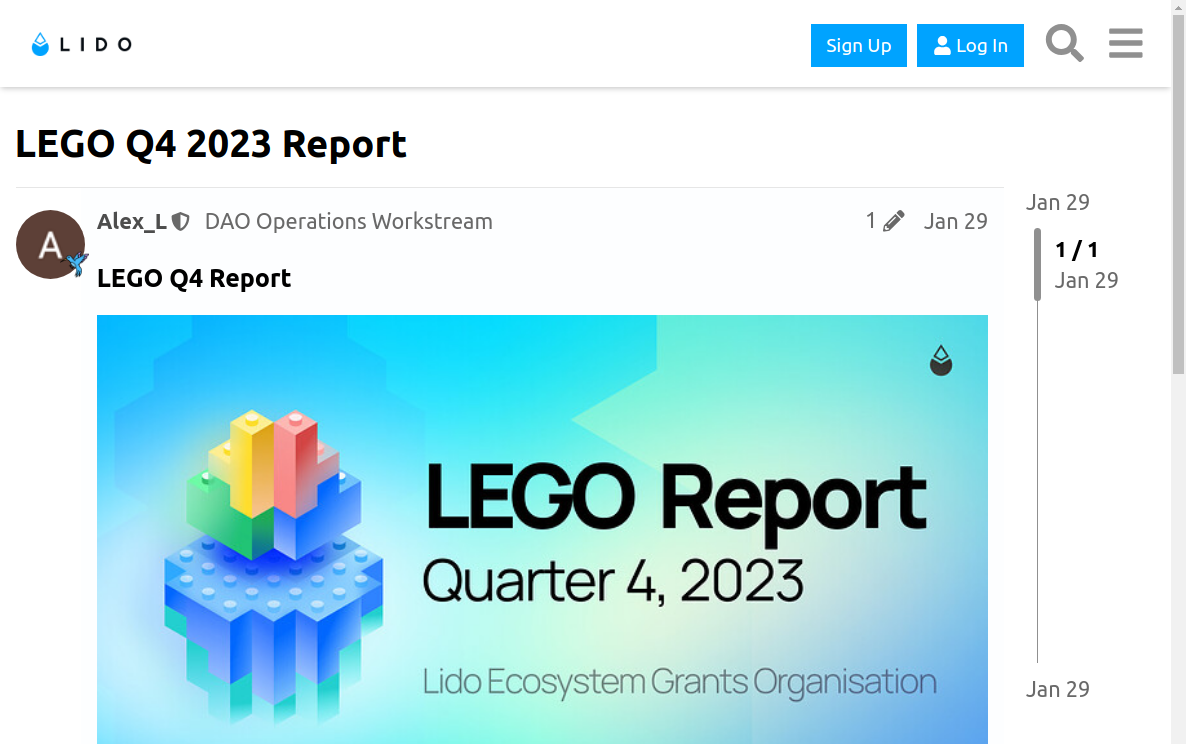 LIDO
Sign Up
Log In
LEGO Q4 2023 Report
Alex_L DAO Operations Workstream 1 Jan 29
A
LEGO Q4 Report
LEGO Report
Quarter 4, 2023
Lido Ecosystem Grants Organisation
Jan 29
1 / 1
Jan 29
Jan 29